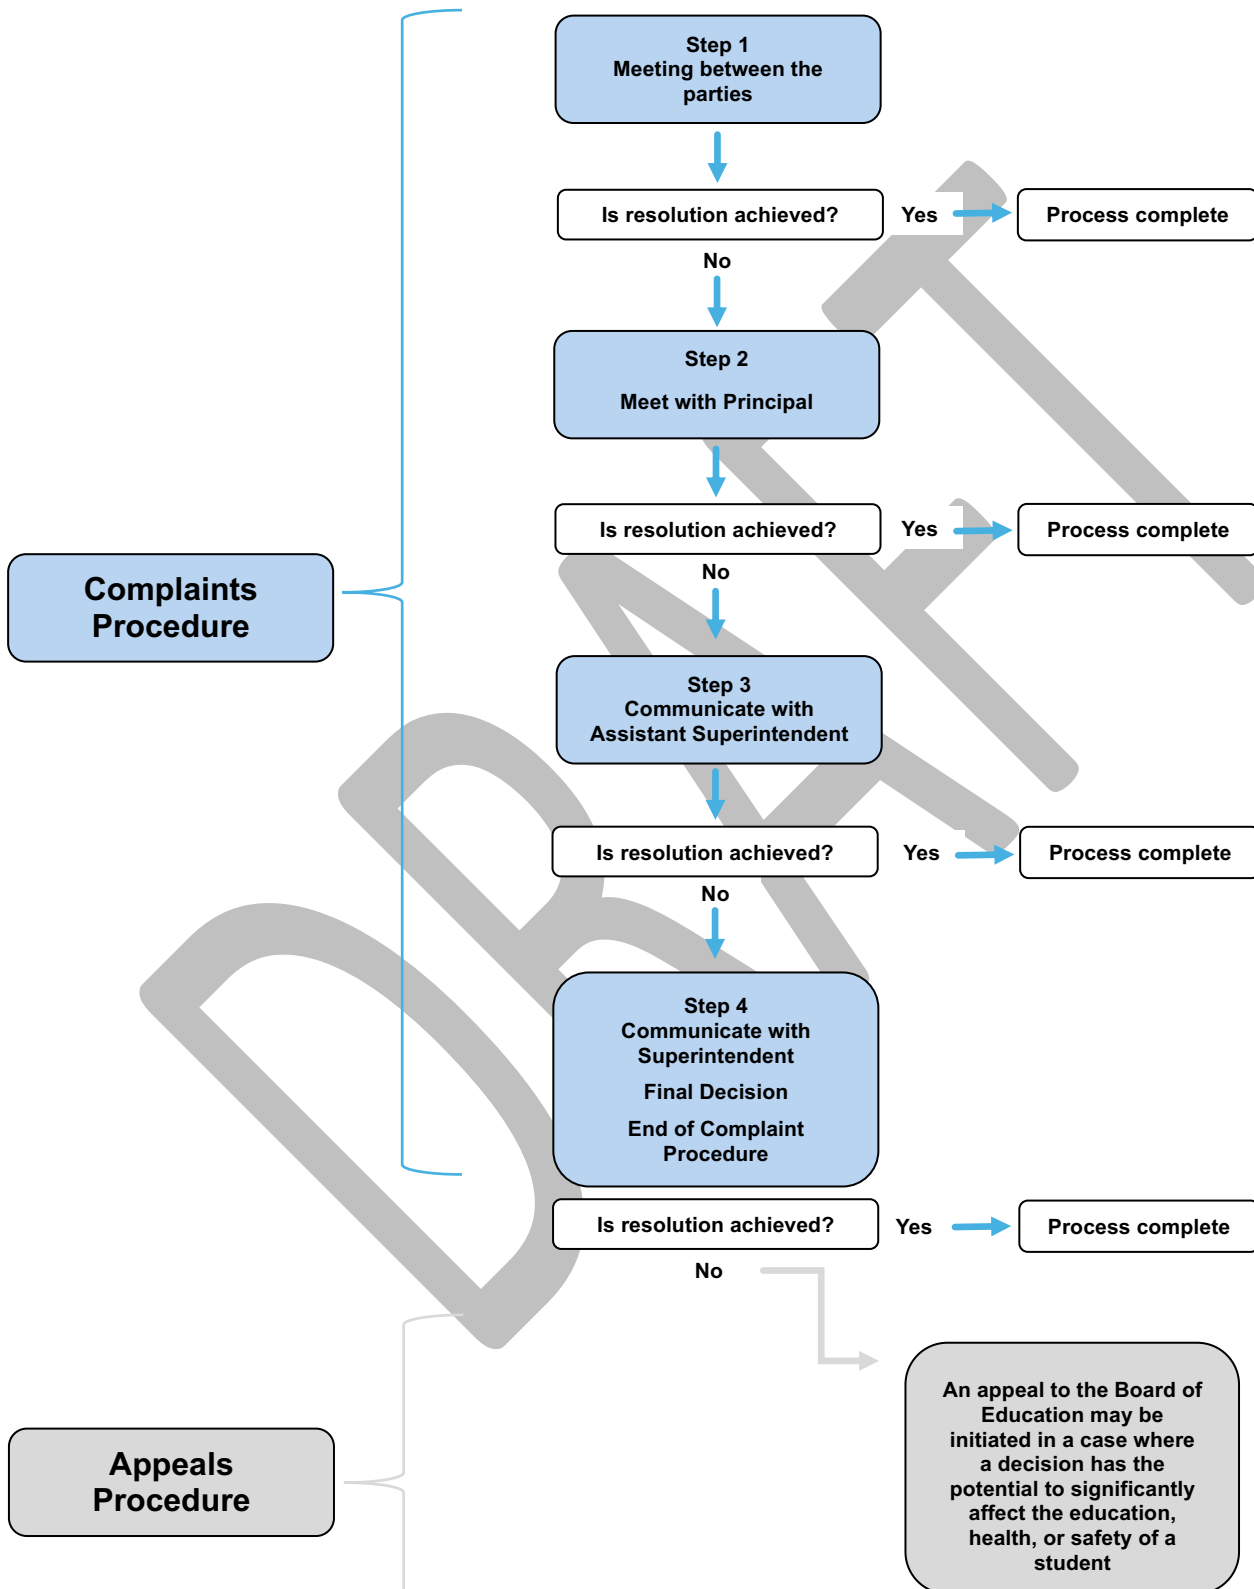 Step 1
Meeting between the
parties
Is resolution achieved?
Yes
Process complete
No
Step 2
Meet with Principal
Is resolution achieved?
Yes
Process complete
No
Complaints
Procedure
Step 3
Communicate with
Assistant Superintendent
Is resolution achieved?
Yes
Process complete
No
Step 4
Communicate with
Superintendent
Final Decision
End of Complaint
Procedure
Is resolution achieved?
Yes
Process complete
No
An appeal to the Board of
Education may be
initiated in a case where
a decision has the
potential to significantly
affect the education,
health, or safety of a
student
Appeals
Procedure
DRAFT